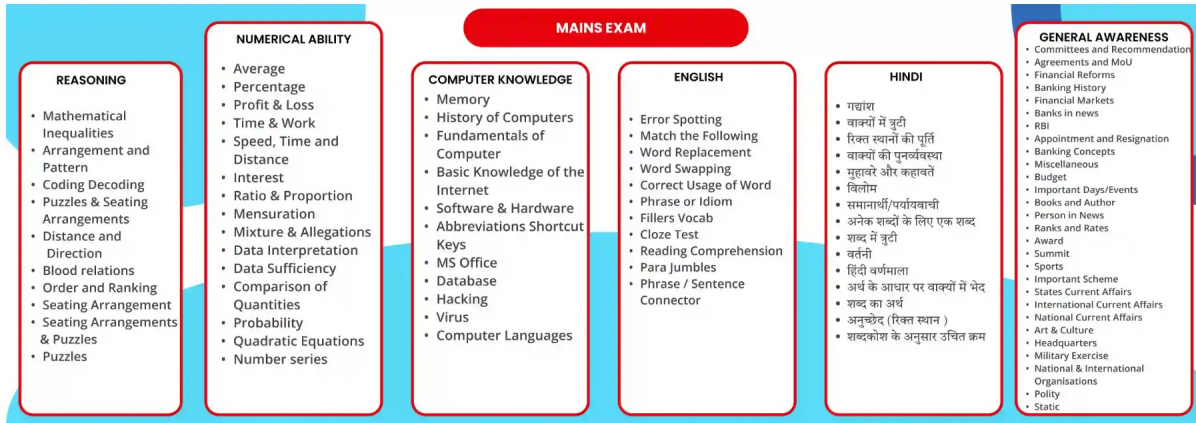 MAINS EXAM
REASONING
• Mathematical
Inequalities
• Arrangement and
Pattern
• Coding Decoding
• Puzzles & Seating
Arrangements
• Distance and
Direction
• Blood relations
• Order and Ranking
• Seating Arrangement
• Seating Arrangements
& Puzzles
• Puzzles
NUMERICAL ABILITY
• Average
• Percentage
• Profit & Loss
• Time & Work
• Speed, Time and
Distance
• Interest
• Ratio & Proportion
• Mensuration
• Mixture & Allegations
• Data Interpretation
• Data Sufficiency
• Comparison of
Quantities
• Probability
• Quadratic Equations
• Number series
COMPUTER KNOWLEDGE
• Memory
• History of Computers
• Fundamentals of
Computer
• Basic Knowledge of the
Internet
• Software & Hardware
• Abbreviations Shortcut
Keys
• MS Office
• Database
• Hacking
• Virus
• Computer Languages
ENGLISH
• Error Spotting
• Match the Following
• Word Replacement
• Word Swapping
• Correct Usage of Word
• Phrase or Idiom
• Fillers Vocab
• Cloze Test
• Reading Comprehension
• Para Jumbles
• Phrase / Sentence
Connector
HINDI
• गद्यांश
• वाक्यों में त्रुटी
• रिक्त स्थानों की पूर्ति
• वाक्यों की पुनर्व्यवस्था
• मुहावरे और कहावतें
• विलोम
• समानार्थी/पर्यायवाची
• अनेक शब्दों के लिए एक शब्द
• शब्द में त्रुटी
• वर्तनी
• हिंदी वर्णमाला
• अर्थ के आधार पर वाक्यों में भेद
• शब्द का अर्थ
• अनुच्छेद (रिक्त स्थान )
• शब्दकोश के अनुसार उचित क्रम
GENERAL AWARENESS
• Committees and Recommendation
• Agreements and MoU
• Financial Reforms
• Banking History
• Financial Markets
• Banks in news
• RBI
• Appointment and Resignation
• Banking Concepts
• Miscellaneous
• Budget
• Important Days/Events
• Books and Author
• Person in News
• Ranks and Rates
• Award
• Summit
• Sports
• Important Scheme
• States Current Affairs
• International Current Affairs
• National Current Affairs
• Art & Culture
• Headquarters
• Military Exercise
• National & International
Organisations
• Polity
• Static